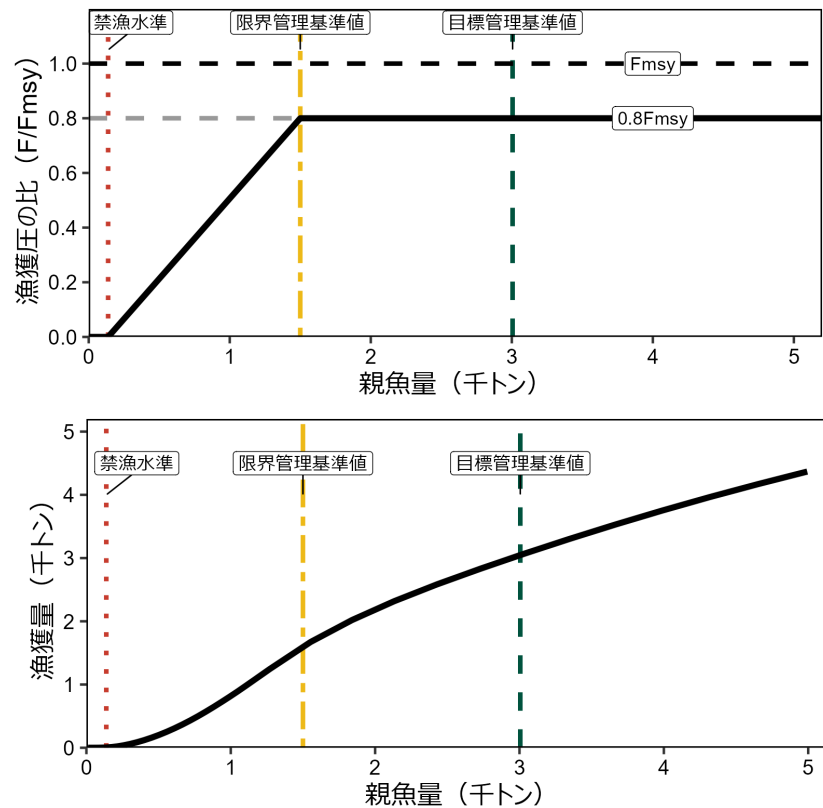 禁漁水準
限界管理基準値
目標管理基準値
Fmsy
0.8Fmsy
漁獲圧の比（F/Fmsy）
1.0
0.8
0.6
0.4
0.2
0.0
0
1
2
3
4
5
親魚量（千トン）
禁漁水準
限界管理基準値
目標管理基準値
漁獲量（千トン）
5
4
3
2
1
0
0
1
2
3
4
5
親魚量（千トン）